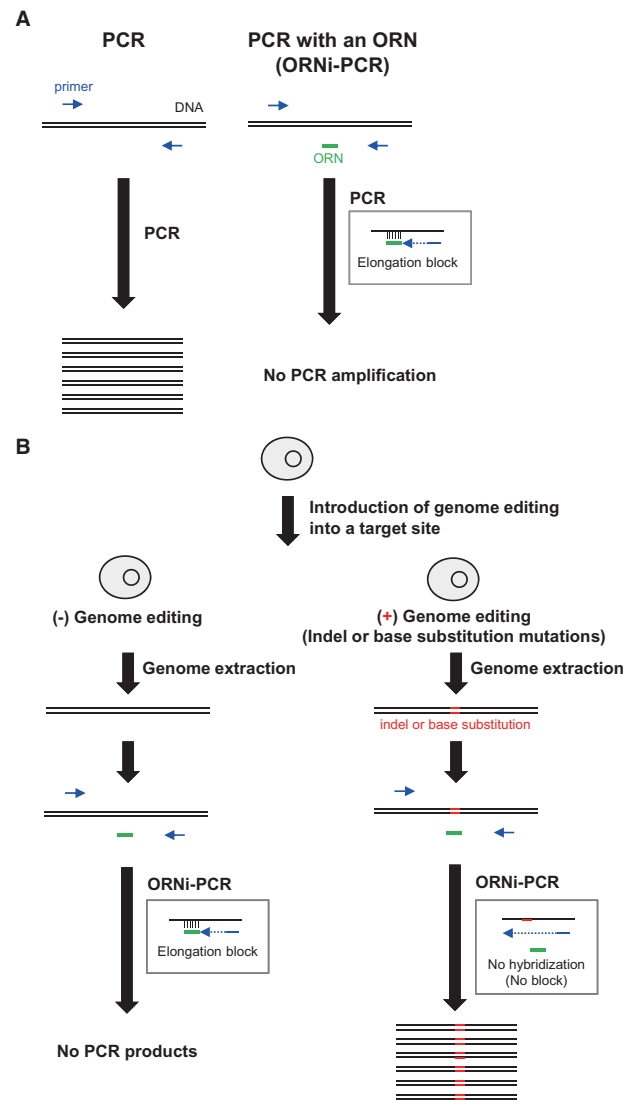 A
PCR
PCR with an ORN
(ORNi-PCR)
primer
DNA
ORN
PCR
PCR
Elongation block
No PCR amplification
B
Introduction of genome editing
into a target site
(-) Genome editing
(+) Genome editing
(Indel or base substitution mutations)
Genome extraction
Genome extraction
indel or base substitution
ORNi-PCR
ORNi-PCR
Elongation block
No hybridization
(No block)
No PCR products